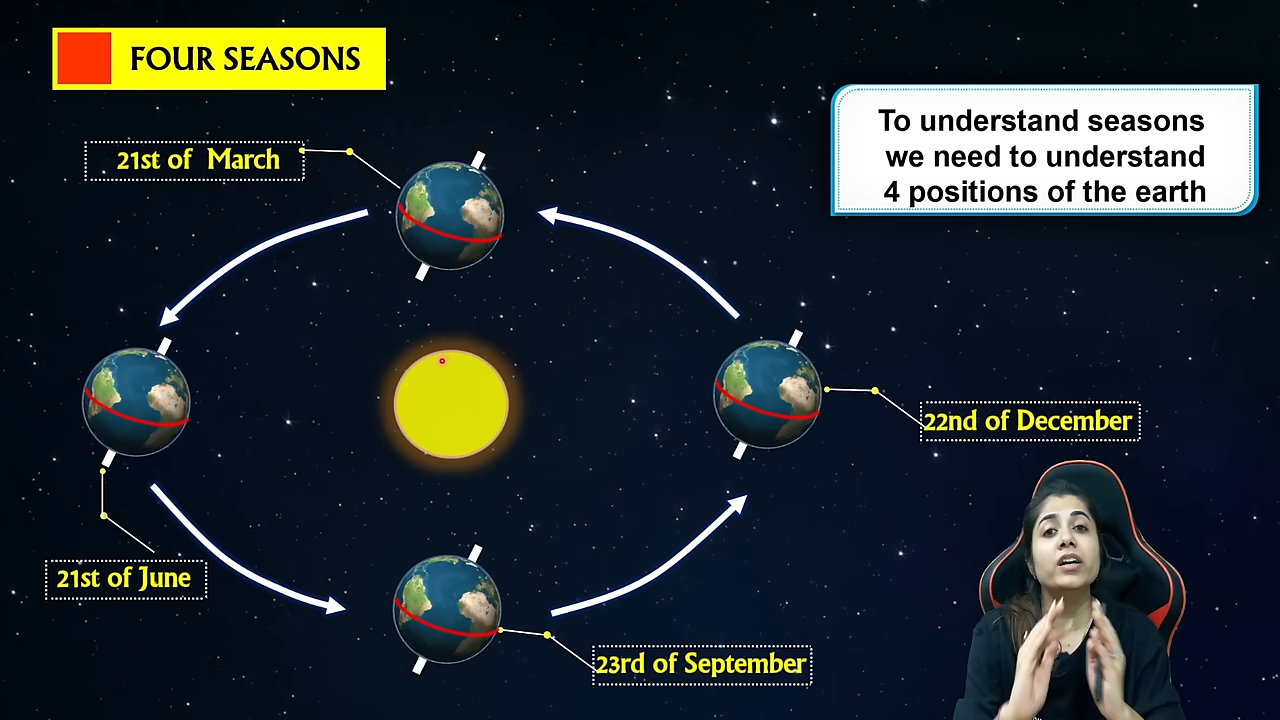 FOUR SEASONS
To understand seasons
we need to understand
4 positions of the earth
21st of March
22nd of December
21st of June
23rd of September